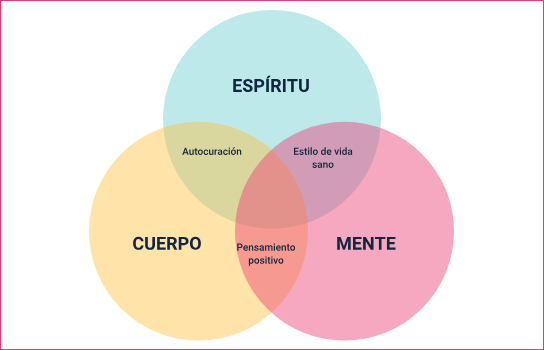 ESPÍRITU
Autocuración
Estilo de vida
sano
CUERPO
Pensamiento
positivo
MENTE